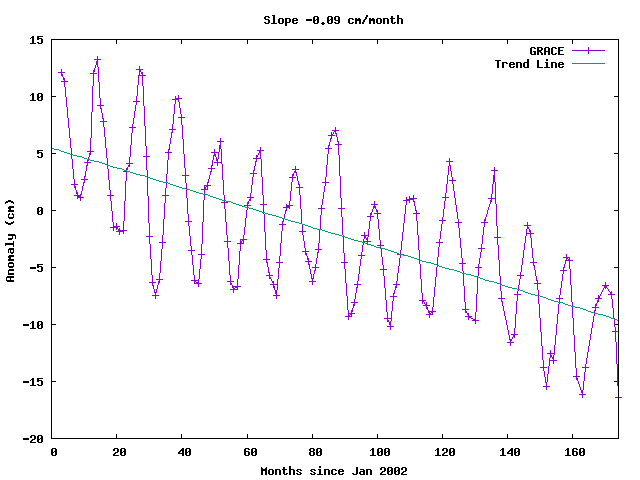 Slope -0.09 cm/month
GRACE
Trend Line
15
10
5
0
-5
-10
-15
-20
Anomaly (cm)
0 20 40 60 80 100 120 140 160
Months since Jan 2002